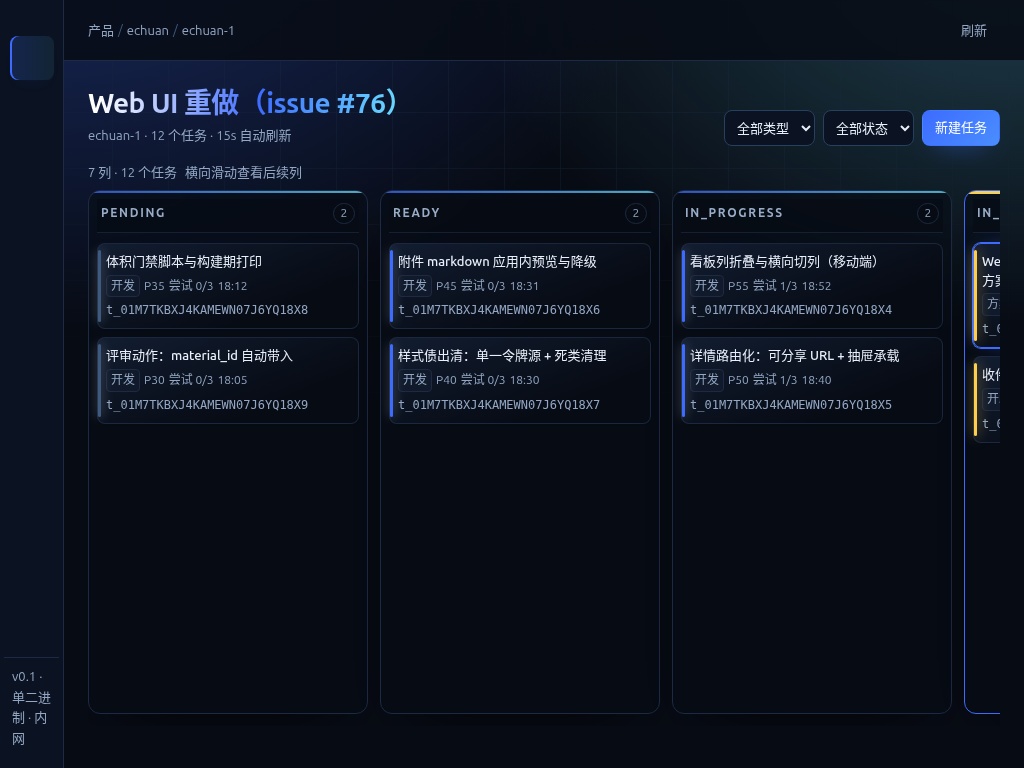 产品 / echuan / echuan-1
刷新
Web UI 重做（issue #76）
echuan-1 · 12 个任务 · 15s 自动刷新
全部类型
全部状态
新建任务
7 列 · 12 个任务 横向滑动查看后续列
PENDING 2
体积门禁脚本与构建期打印
开发 P35 尝试 0/3 18:12
t_01M7TKBXJ4KAMEWN07J6YQ18X8
评审动作：material_id 自动带入
开发 P30 尝试 0/3 18:05
t_01M7TKBXJ4KAMEWN07J6YQ18X9
READY 2
附件 markdown 应用内预览与降级
开发 P45 尝试 0/3 18:31
t_01M7TKBXJ4KAMEWN07J6YQ18X6
样式债出清：单一令牌源 + 死类清理
开发 P40 尝试 0/3 18:30
t_01M7TKBXJ4KAMEWN07J6YQ18X7
IN_PROGRESS 2
看板列折叠与横向切列（移动端）
开发 P55 尝试 1/3 18:52
t_01M7TKBXJ4KAMEWN07J6YQ18X4
详情路由化：可分享 URL + 抽屉承载
开发 P50 尝试 1/3 18:40
t_01M7TKBXJ4KAMEWN07J6YQ18X5
IN_
We
方
t_
收
开
t_
v0.1 ·
单二进
制 · 内
网